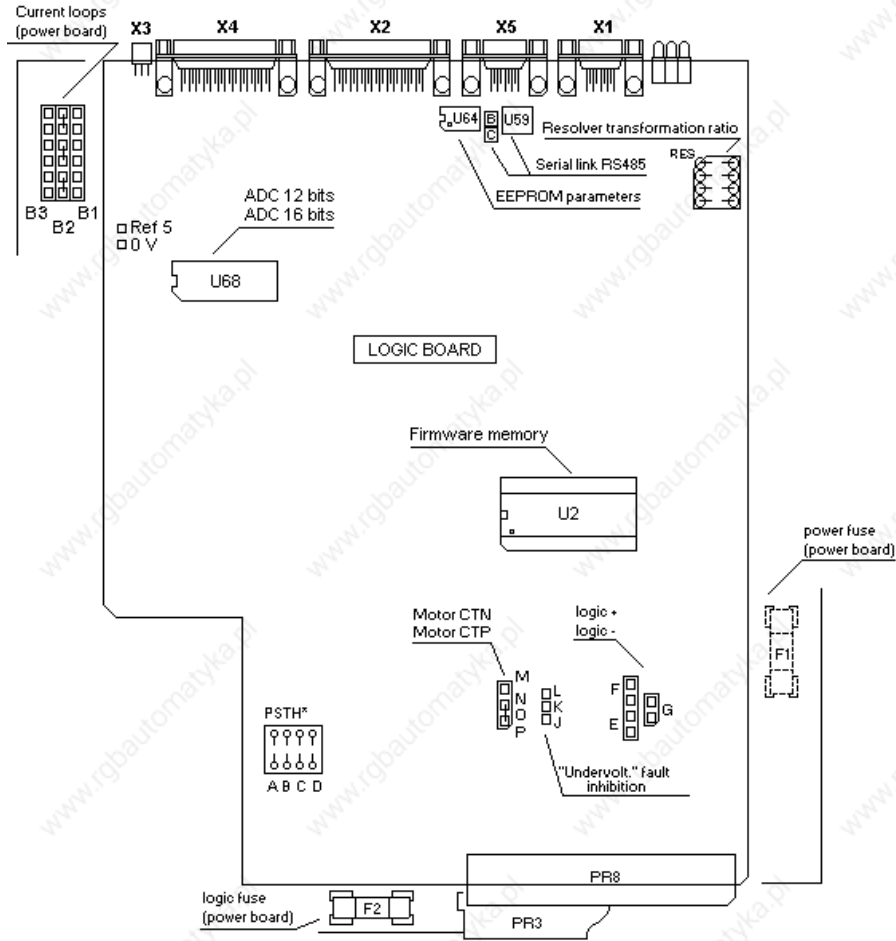 Current loops
(power board)
X3
X4
X2
X5
X1
U64
B
C
U59
Resolver transformation ratio
RES
Serial link RS485
EEPROM parameters
B3
B2
B1
Ref 5
0 V
ADC 12 bits
ADC 16 bits
U68
LOGIC BOARD
Firmware memory
U2
power fuse
(power board)
F1
Motor CTN
Motor CTP
logic +
logic -
M
N
O
P
L
K
J
F
E
G
PSTH*
A B C D
"Undervolt." fault
inhibition
PR8
logic fuse
(power board)
F2
PR3
www.rgbautomatyka.pl